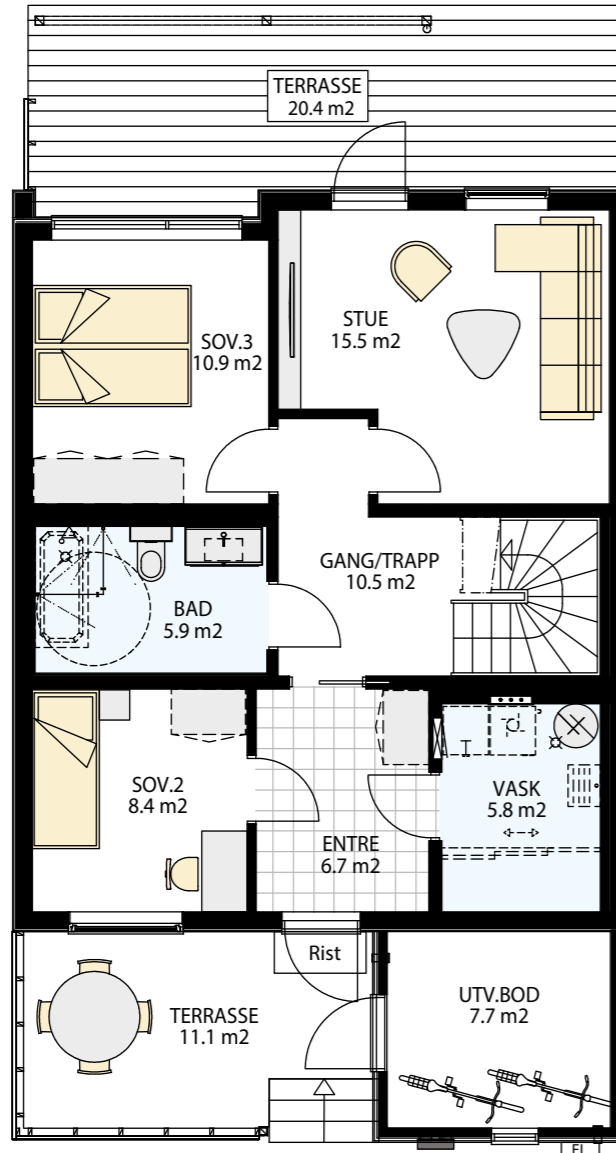 TERRASSE
20.4 m2
STUE
15.5 m2
SOV.3
10.9 m2
GANG/TRAPP
10.5 m2
BAD
5.9 m2
SOV.2
8.4 m2
VASK
5.8 m2
ENTRE
6.7 m2
Rist
TERRASSE
11.1 m2
UTV.BOD
7.7 m2